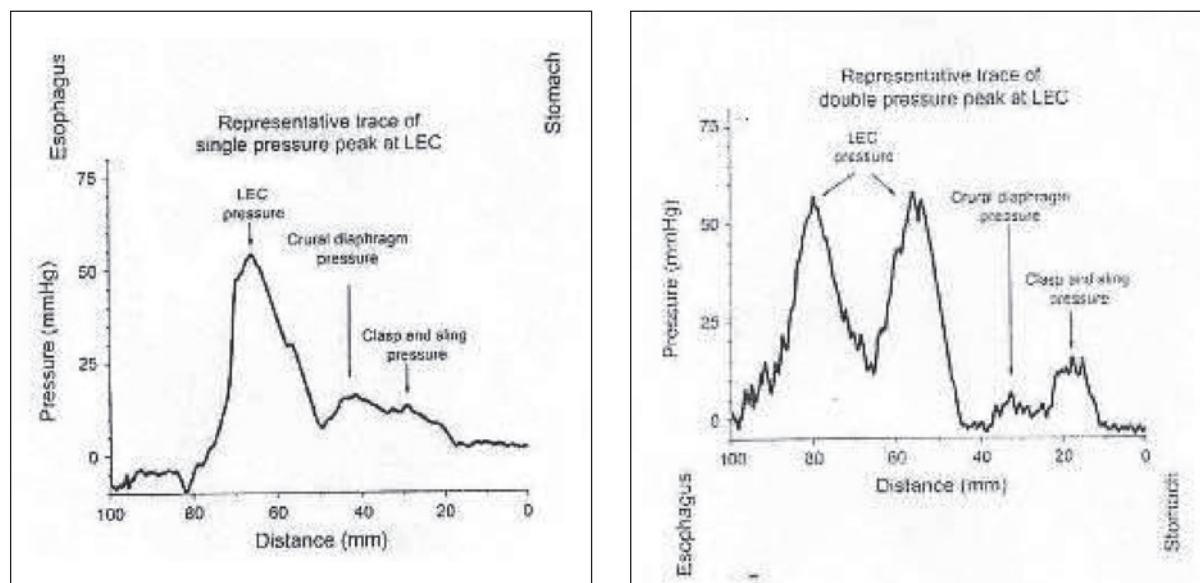 Esophagus
Stomach
Representative trace of
single pressure peak at LEC
75
50
25
0
Pressure (mmHg)
LEC
pressure
Crural diaphragm
pressure
Clasp and sling
pressure
100
80
60
40
20
0
Distance (mm)
Representative trace of
double pressure peak at LEC
75
50
25
0
Pressure (mmHg)
LEC
pressure
Crural diaphragm
pressure
Clasp and sling
pressure
100
80
60
40
20
0
Distance (mm)
Esophagus
Stomach